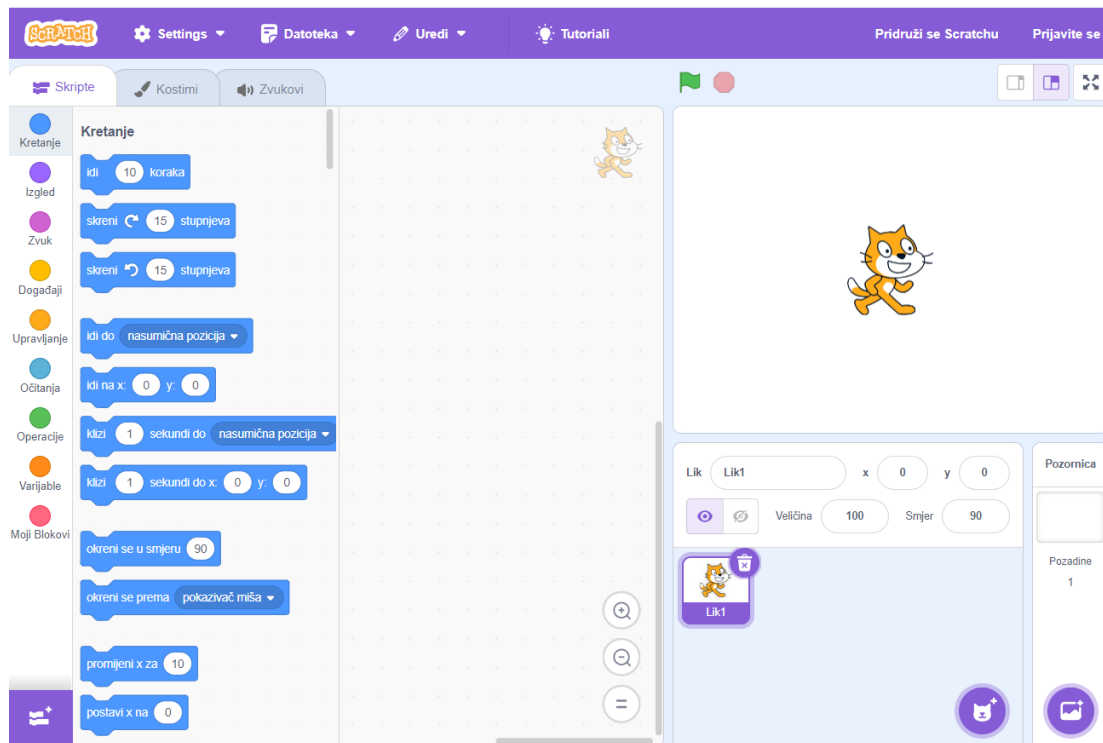 SCRATCH Settings Datoteka Uredi Tutoriali Pridruži se Scratchu Prijavite se
Skripte Kostimi Zvukovi
Kretanje
Izgled
Zvuk
Događaji
Upravljanje
Očitanja
Operacije
Varijable
Moji Blokovi
Kretanje
idi 10 koraka
skreni 15 stupnjeva
skreni 15 stupnjeva
idi do nasumična pozicija
idi na x: 0 y: 0
klizi 1 sekundi do nasumična pozicija
klizi 1 sekundi do x: 0 y: 0
okreni se u smjeru 90
okreni se prema pokazivač miša
promijeni x za 10
postavi x na 0
Lik Lik1 x 0 y 0
Veličina 100 Smjer 90
Lik1
Pozornica
Pozadine
1